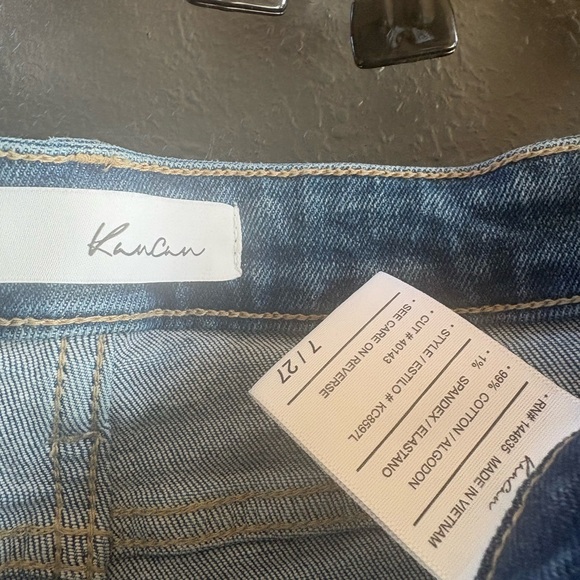 Kancan
Kancan
• RN# 144635 MADE IN VIETNAM
• 99% COTTON / ALGODON
• 1% SPANDEX / ELASTANO
• STYLE / ESTILO # KC8597L
• CUT # 40143
• SEE CARE ON REVERSE
7 / 27